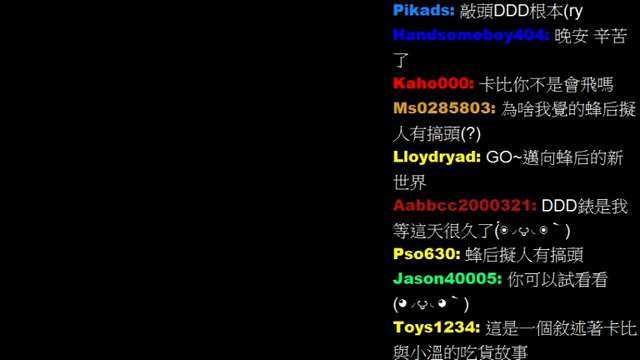 Pikads: 敲頭DDD根本(ry
Handsomeboy404: 晚安 辛苦
了
Kaho000: 卡比你不是會飛嗎
Ms0285803: 為啥我覺的蜂后擬
人有搞頭(?)
Lloydryad: GO~邁向蜂后的新
世界
Aabbcc2000321: DDD錶是我
等這天很久了(๑◉◞౪◟◉｀)
Pso630: 蜂后擬人有搞頭
Jason40005: 你可以試看看
(◕◞౪◟◕｀)
Toys1234: 這是一個敘述著卡比
與小溫的吃貨故事